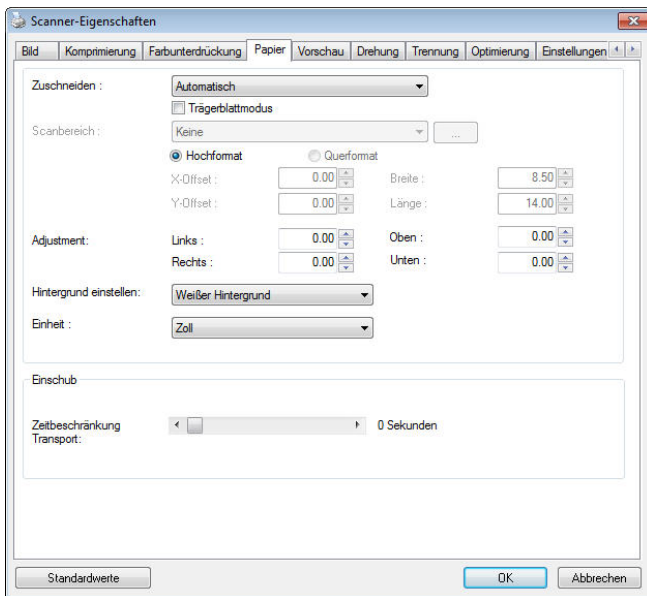 Scanner-Eigenschaften
Bild Komprimierung Farbunterdrückung Papier Vorschau Drehung Trennung Optimierung Einstellungen
Zuschneiden : Automatisch
Trägerblattmodus
Scanbereich : Keine ...
Hochformat Querformat
X-Offset : 0.00 Breite : 8.50
Y-Offset : 0.00 Länge : 14.00
Adjustment: Links : 0.00 Oben : 0.00
Rechts : 0.00 Unten : 0.00
Hintergrund einstellen: Weißer Hintergrund
Einheit : Zoll
Einschub
Zeitbeschränkung 0 Sekunden
Transport:
Standardwerte OK Abbrechen